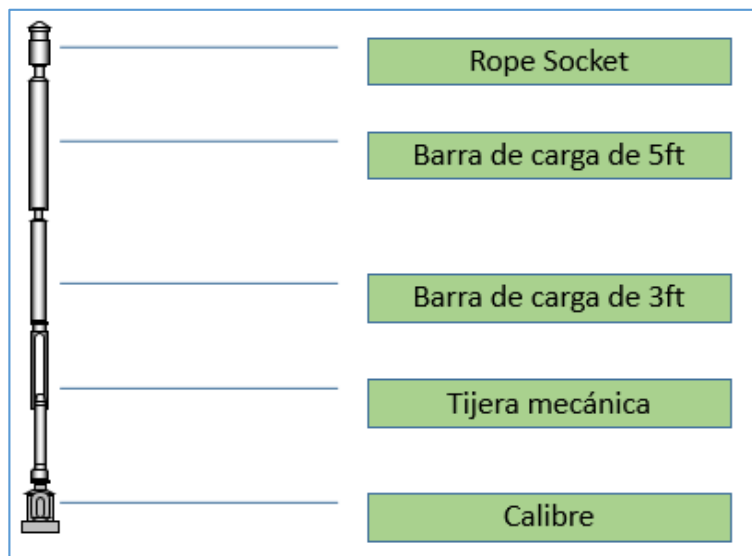 Rope Socket
Barra de carga de 5ft
Barra de carga de 3ft
Tijera mecánica
Calibre